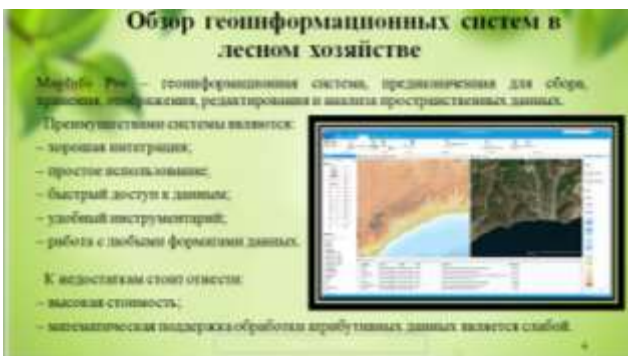 Обзор геоинформационных систем в
лесном хозяйстве
MapInfo Pro – геоинформационная система, предназначенная для сбора,
хранения, отображения, редактирования и анализа пространственных данных.
Преимуществами системы являются:
– хорошая интеграция;
– простое использование;
– быстрый доступ к данным;
– удобный инструментарий;
– работа с любыми форматами данных.
К недостаткам стоит отнести:
– высокая стоимость;
– математическая поддержка обработки атрибутивных данных является слабой.